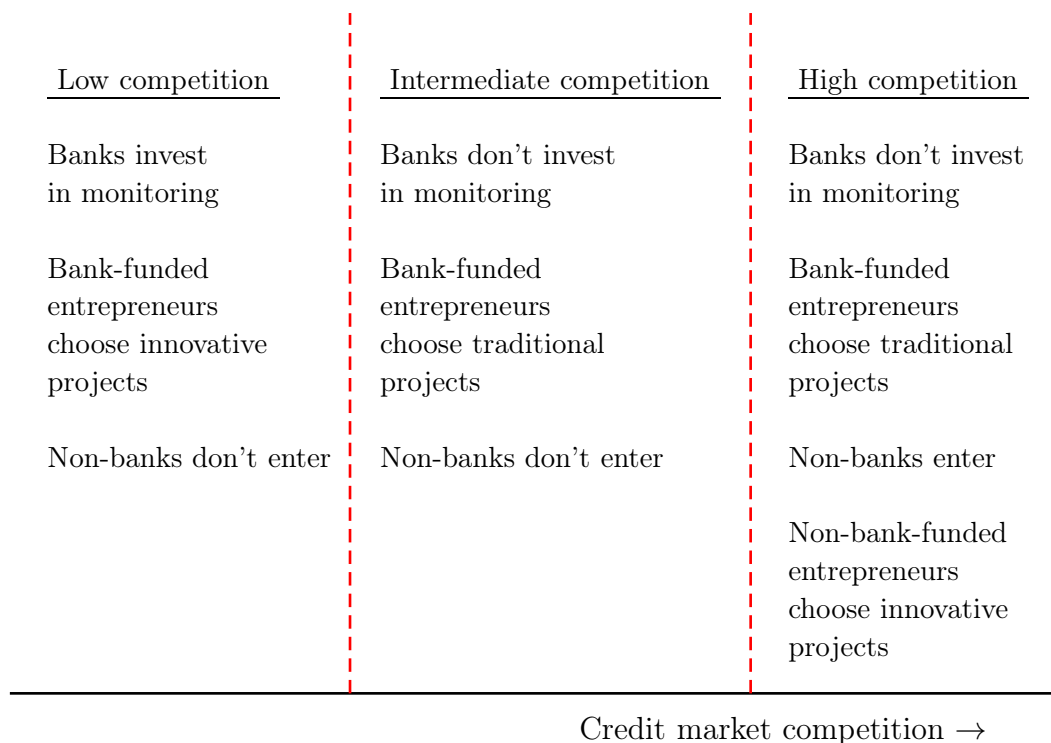 Low competition
Banks invest
in monitoring
Bank-funded
entrepreneurs
choose innovative
projects
Non-banks don't enter
Intermediate competition
Banks don't invest
in monitoring
Bank-funded
entrepreneurs
choose traditional
projects
Non-banks don't enter
High competition
Banks don't invest
in monitoring
Bank-funded
entrepreneurs
choose traditional
projects
Non-banks enter
Non-bank-funded
entrepreneurs
choose innovative
projects
Credit market competition →